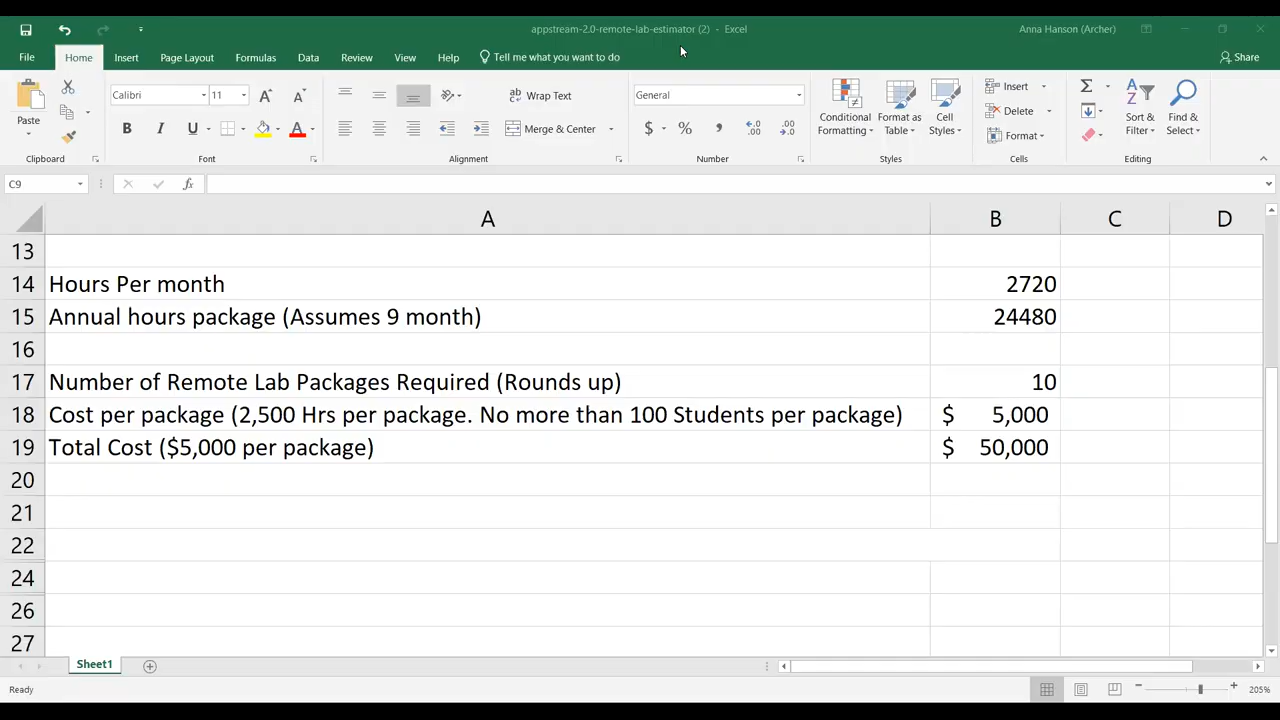 appstream-2.0-remote-lab-estimator (2) - Excel
Anna Hanson (Archer)
File Home Insert Page Layout Formulas Data Review View Help Tell me what you want to do Share
Paste
Calibri 11
Wrap Text
General
Merge & Center
$ % ,
Conditional Formatting
Format as Table
Cell Styles
Insert
Delete
Format
Sort & Filter
Find & Select
Clipboard Font Alignment Number Styles Cells Editing
C9 fx
A B C D
13
14 Hours Per month 2720
15 Annual hours package (Assumes 9 month) 24480
16
17 Number of Remote Lab Packages Required (Rounds up) 10
18 Cost per package (2,500 Hrs per package. No more than 100 Students per package) $ 5,000
19 Total Cost ($5,000 per package) $ 50,000
20
21
22
24
26
27
Sheet1
Ready 205%